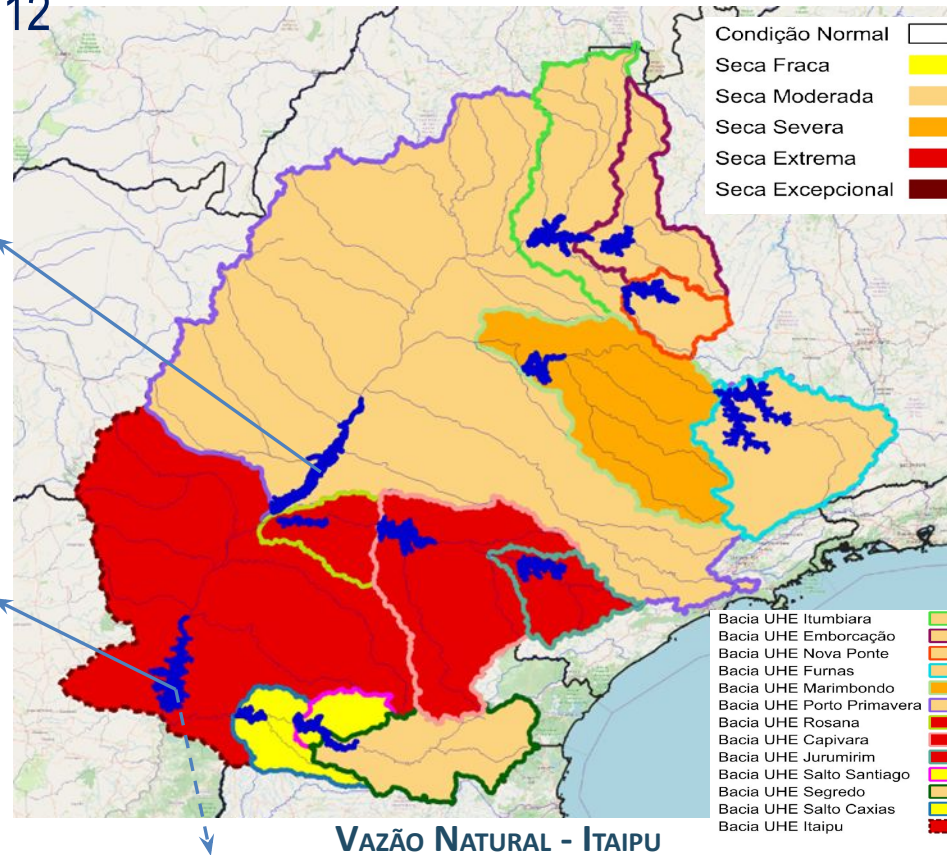 12
Condição Normal
Seca Fraca
Seca Moderada
Seca Severa
Seca Extrema
Seca Excepcional
Bacia UHE Itumbiara
Bacia UHE Emborcação
Bacia UHE Nova Ponte
Bacia UHE Furnas
Bacia UHE Marimbondo
Bacia UHE Porto Primavera
Bacia UHE Rosana
Bacia UHE Capivara
Bacia UHE Jurumirim
Bacia UHE Salto Santiago
Bacia UHE Segredo
Bacia UHE Salto Caxias
Bacia UHE Itaipu
VAZÃO NATURAL - ITAIPU